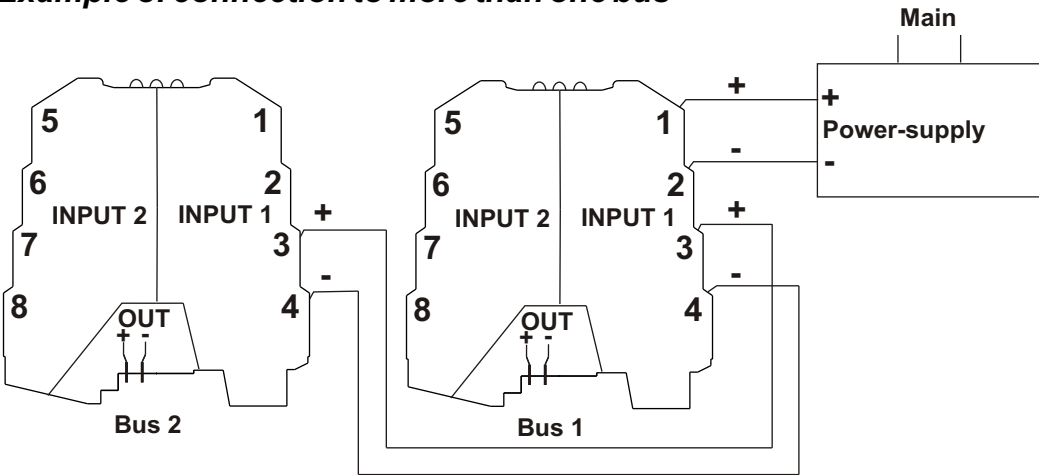 Example of connection to more than one bus
Main
+
-
+
Power-supply
-
5 1
6 2
INPUT 2 INPUT 1
7 3
8 4
+
-
OUT
+ -
Bus 2
5 1
6 2
INPUT 2 INPUT 1
7 3
8 4
+
-
OUT
+ -
Bus 1